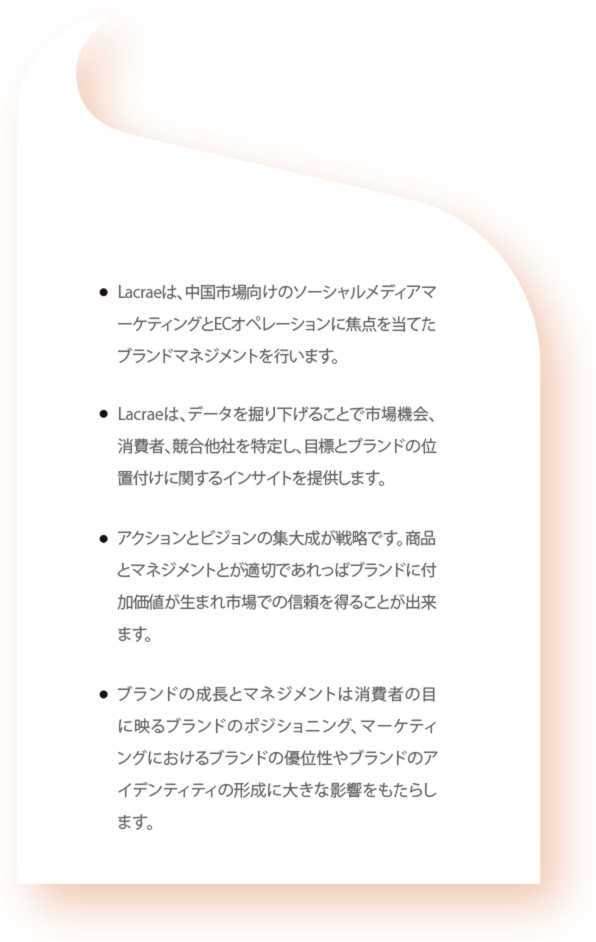 ● Lacraeは、中国市場向けのソーシャルメディアマ
ーケティングとECオペレーションに焦点を当てた
ブランドマネジメントを行います。
● Lacraeは、データを掘り下げることで市場機会、
消費者、競合他社を特定し、目標とブランドの位
置付けに関するインサイトを提供します。
● アクションとビジョンの集大成が戦略です。商品
とマネジメントとが適切であれっばブランドに付
加価値が生まれ市場での信頼を得ることが出来
ます。
● ブランドの成長とマネジメントは消費者の目
に映るブランドのポジショニング、マーケティ
ングにおけるブランドの優位性やブランドのア
イデンティティの形成に大きな影響をもたらし
ます。